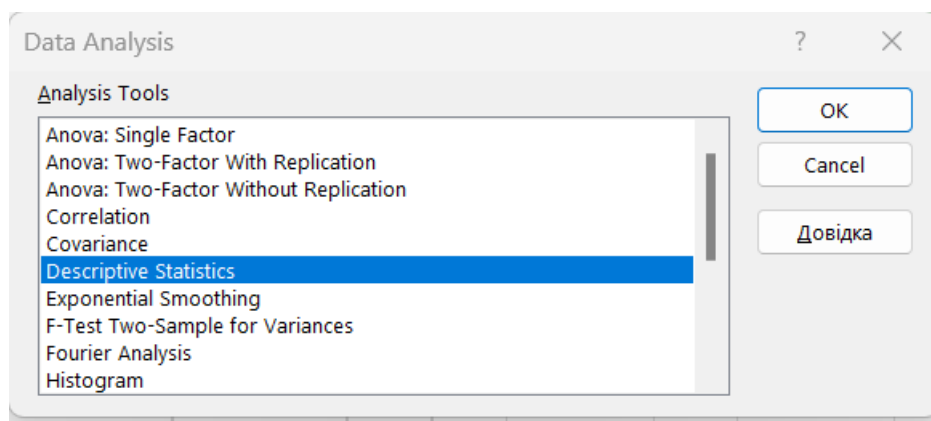 Data Analysis
?
Analysis Tools
Anova: Single Factor
Anova: Two-Factor With Replication
Anova: Two-Factor Without Replication
Correlation
Covariance
Descriptive Statistics
Exponential Smoothing
F-Test Two-Sample for Variances
Fourier Analysis
Histogram
OK
Cancel
Довідка